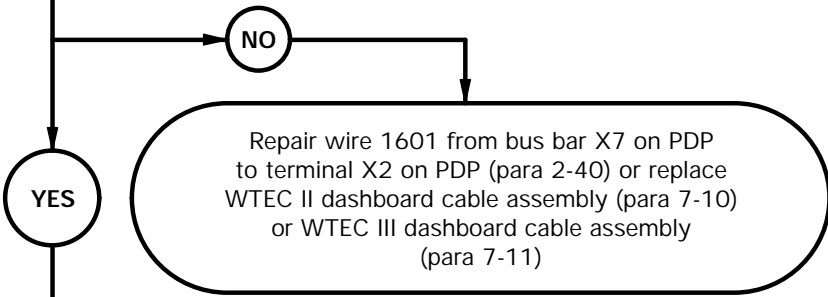 NO
YES
Repair wire 1601 from bus bar X7 on PDP
to terminal X2 on PDP (para 2-40) or replace
WTEC II dashboard cable assembly (para 7-10)
or WTEC III dashboard cable assembly
(para 7-11)